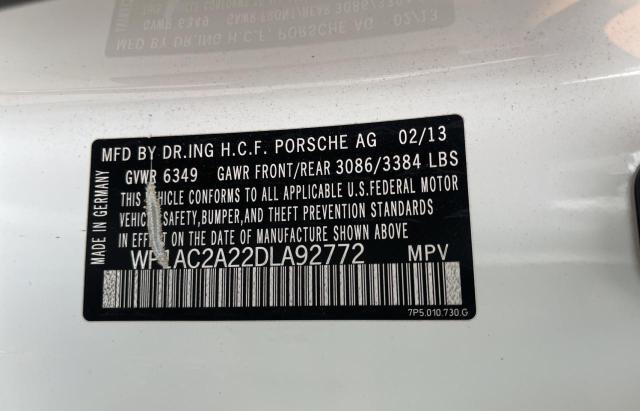 MFD BY DR.ING H.C.F. PORSCHE AG 02/13
GVWR 6349 GAWR FRONT/REAR 3086/3384 LBS
THIS VEHICLE CONFORMS TO ALL APPLICABLE U.S.FEDERAL MOTOR
VEHICLE SAFETY, BUMPER, AND THEFT PREVENTION STANDARDS
IN EFFECT ON THE DATE OF MANUFACTURE SHOWN ABOVE.
WP1AC2A22DLA92772 MPV
MADE IN GERMANY
7P5.010.730.G